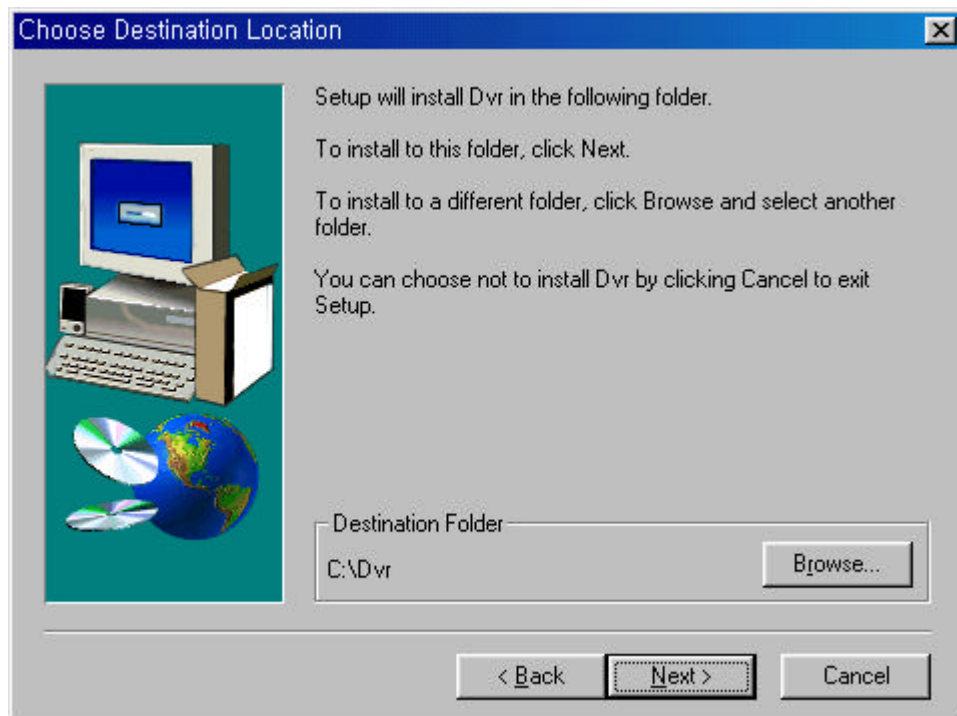 Choose Destination Location
Setup will install Dvr in the following folder.
To install to this folder, click Next.
To install to a different folder, click Browse and select another
folder.
You can choose not to install Dvr by clicking Cancel to exit
Setup.
Destination Folder
C:\Dvr
Browse...
< Back
Next >
Cancel